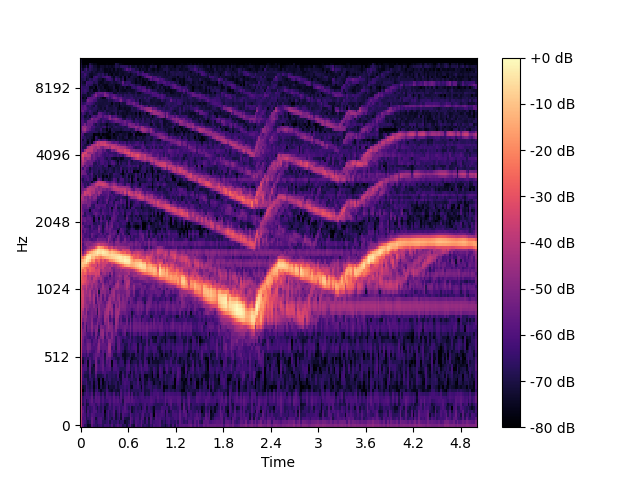 8192
4096
2048
1024
512
0
Hz
0 0.6 1.2 1.8 2.4 3 3.6 4.2 4.8
Time
+0 dB
-10 dB
-20 dB
-30 dB
-40 dB
-50 dB
-60 dB
-70 dB
-80 dB